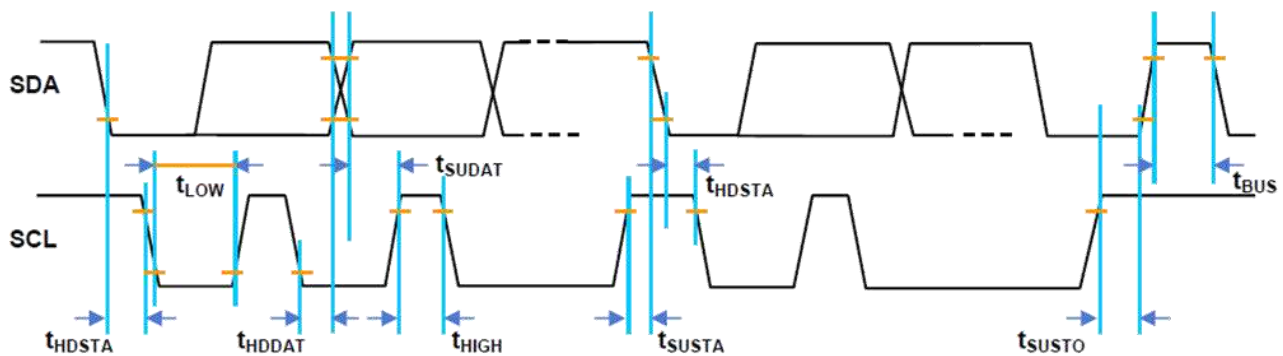 SDA
tSUDAT
tLOW
tHDSTA
tBUS
SCL
tHDSTA
tHDDAT
tHIGH
tSUSTA
tSUSTO